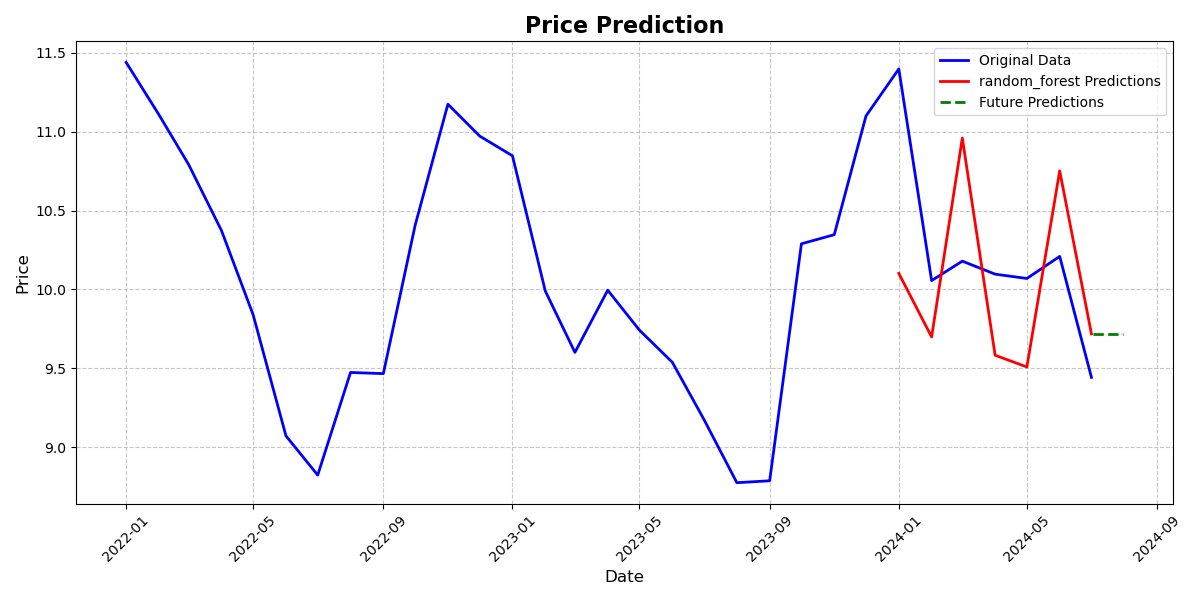 Price Prediction
Original Data
random_forest Predictions
Future Predictions
Price
11.5
11.0
10.5
10.0
9.5
9.0
2022-01
2022-05
2022-09
2023-01
2023-05
2023-09
2024-01
2024-05
2024-09
Date